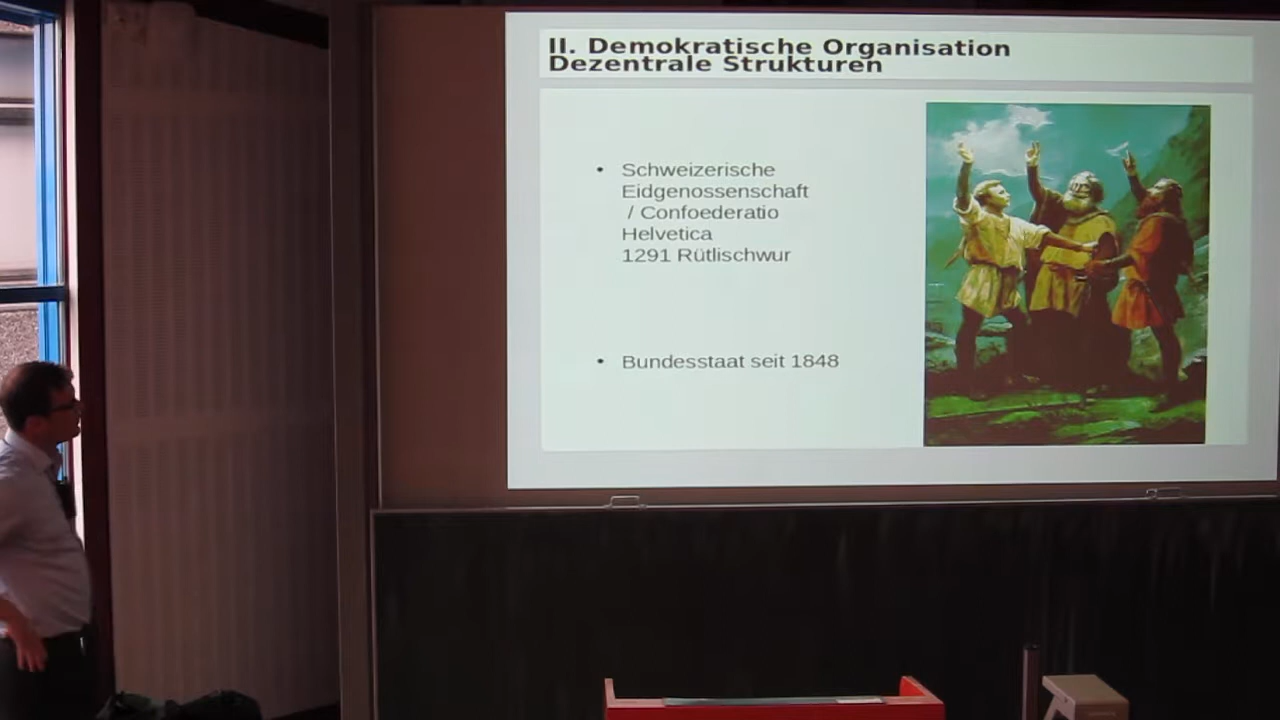 II. Demokratische Organisation
Dezentrale Strukturen
• Schweizerische
Eidgenossenschaft
/ Confoederatio
Helvetica
1291 Rütlischwur
• Bundesstaat seit 1848